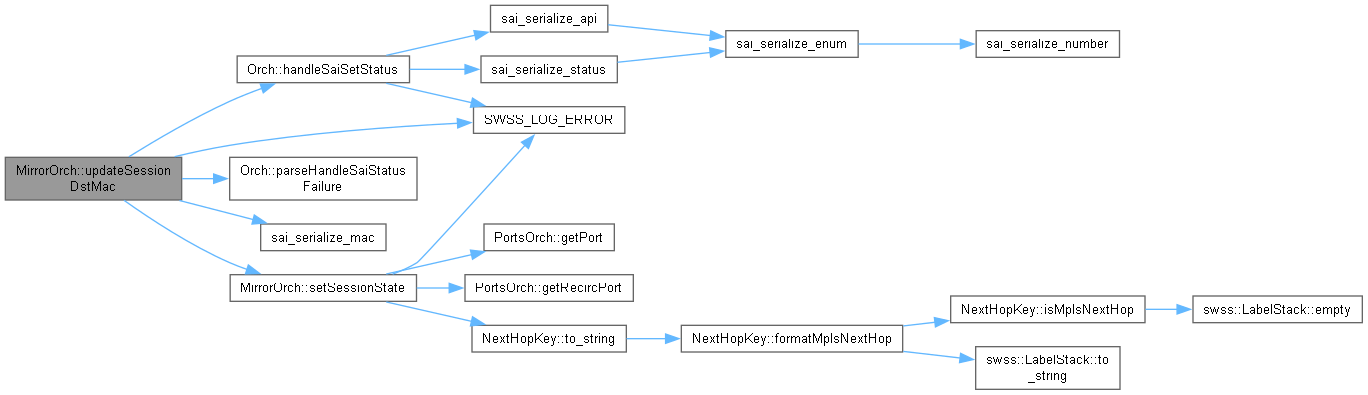 MirrorOrch::updateSession
DstMac
Orch::handleSaiSetStatus
sai_serialize_api
sai_serialize_status
sai_serialize_enum
sai_serialize_number
SWSS_LOG_ERROR
Orch::parseHandleSaiStatus
Failure
sai_serialize_mac
MirrorOrch::setSessionState
PortsOrch::getPort
PortsOrch::getRecircPort
NextHopKey::to_string
NextHopKey::formatMplsNextHop
NextHopKey::isMplsNextHop
swss::LabelStack::empty
swss::LabelStack::to
_string